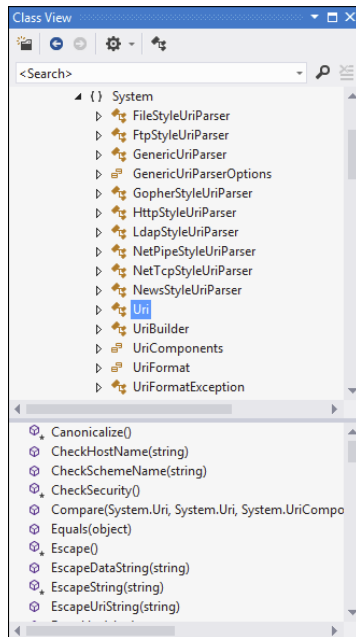 Class View
<Search>
{ } System
FileStyleUriParser
FtpStyleUriParser
GenericUriParser
GenericUriParserOptions
GopherStyleUriParser
HttpStyleUriParser
LdapStyleUriParser
NetPipeStyleUriParser
NetTcpStyleUriParser
NewsStyleUriParser
Uri
UriBuilder
UriComponents
UriFormat
UriFormatException
Canonicalize()
CheckHostName(string)
CheckSchemeName(string)
CheckSecurity()
Compare(System.Uri, System.Uri, System.UriCompo
Equals(object)
Escape()
EscapeDataString(string)
EscapeString(string)
EscapeUriString(string)